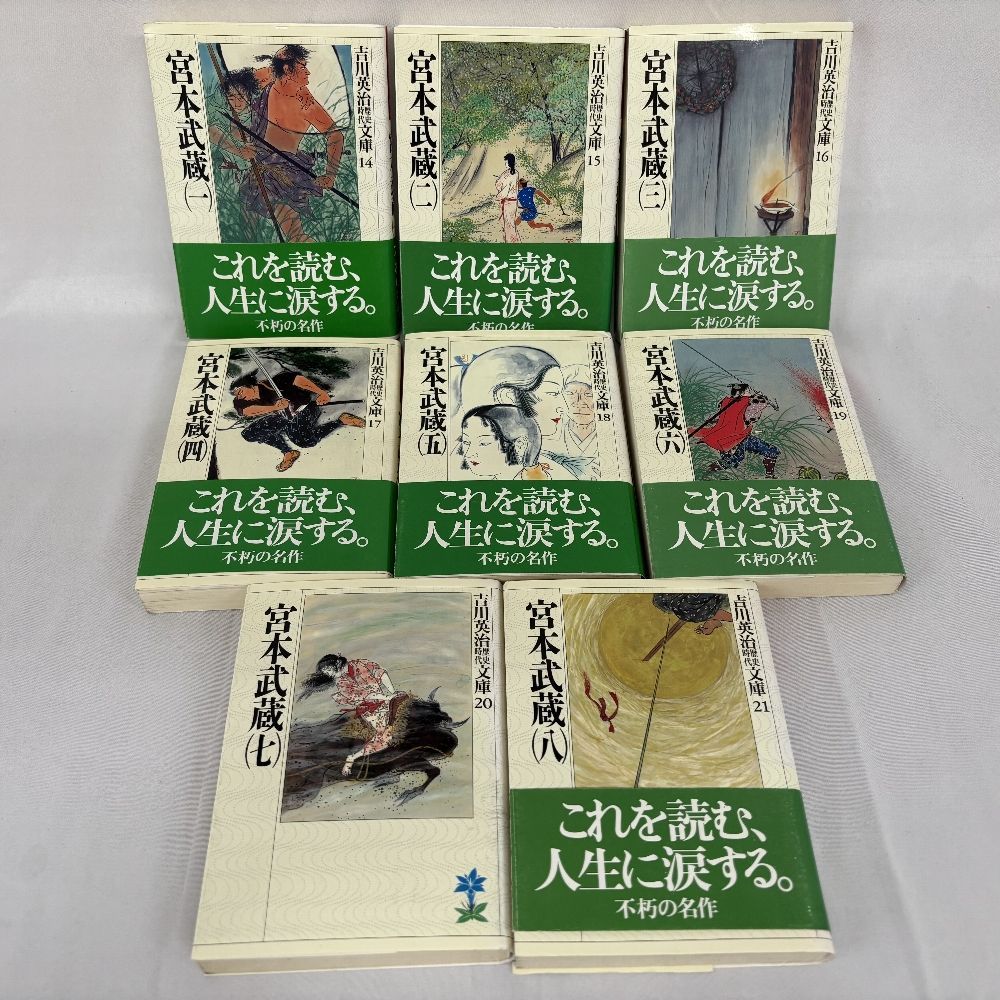 宮本武蔵(一)
吉川英治歴史時代文庫14
これを読む、
人生に涙する。
不朽の名作
宮本武蔵(二)
吉川英治歴史時代文庫15
これを読む、
人生に涙する。
不朽の名作
宮本武蔵(三)
吉川英治歴史時代文庫16
これを読む、
人生に涙する。
不朽の名作
宮本武蔵(四)
吉川英治歴史時代文庫17
これを読む、
人生に涙する。
不朽の名作
宮本武蔵(五)
吉川英治歴史時代文庫18
これを読む、
人生に涙する。
不朽の名作
宮本武蔵(六)
吉川英治歴史時代文庫19
これを読む、
人生に涙する。
不朽の名作
宮本武蔵(七)
吉川英治歴史時代文庫20
宮本武蔵(八)
吉川英治歴史時代文庫21
これを読む、
人生に涙する。
不朽の名作